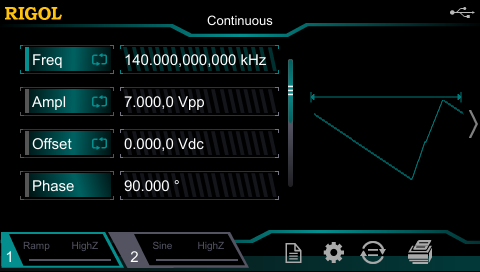 RIGOL
Continuous
Freq 140.000,000,000 kHz
Ampl 7.000,0 Vpp
Offset 0.000,0 Vdc
Phase 90.000 °
1 Ramp HighZ
2 Sine HighZ